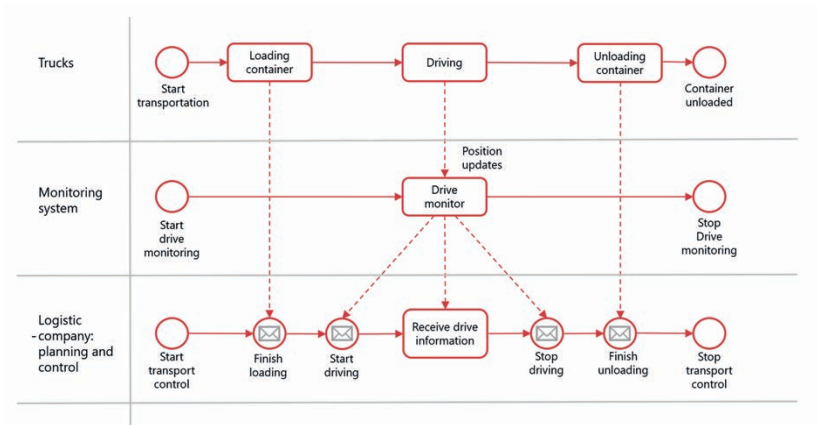 Trucks
Loading
container
Driving
Unloading
container
Start
transportation
Container
unloaded
Position
updates
Monitoring
system
Drive
monitor
Start
drive
monitoring
Stop
Drive
monitoring
Logistic
-company:
planning and
control
Receive drive
information
Start
transport
control
Finish
loading
Start
driving
Stop
driving
Finish
unloading
Stop
transport
control